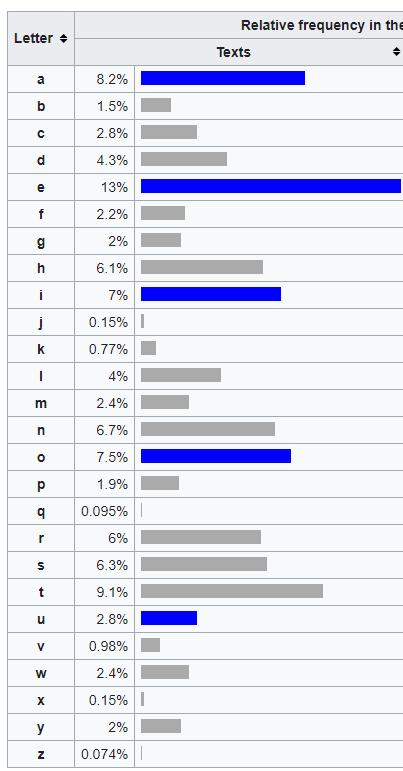 Letter
Relative frequency in the
Texts
a 8.2%
b 1.5%
c 2.8%
d 4.3%
e 13%
f 2.2%
g 2%
h 6.1%
i 7%
j 0.15%
k 0.77%
l 4%
m 2.4%
n 6.7%
o 7.5%
p 1.9%
q 0.095%
r 6%
s 6.3%
t 9.1%
u 2.8%
v 0.98%
w 2.4%
x 0.15%
y 2%
z 0.074%